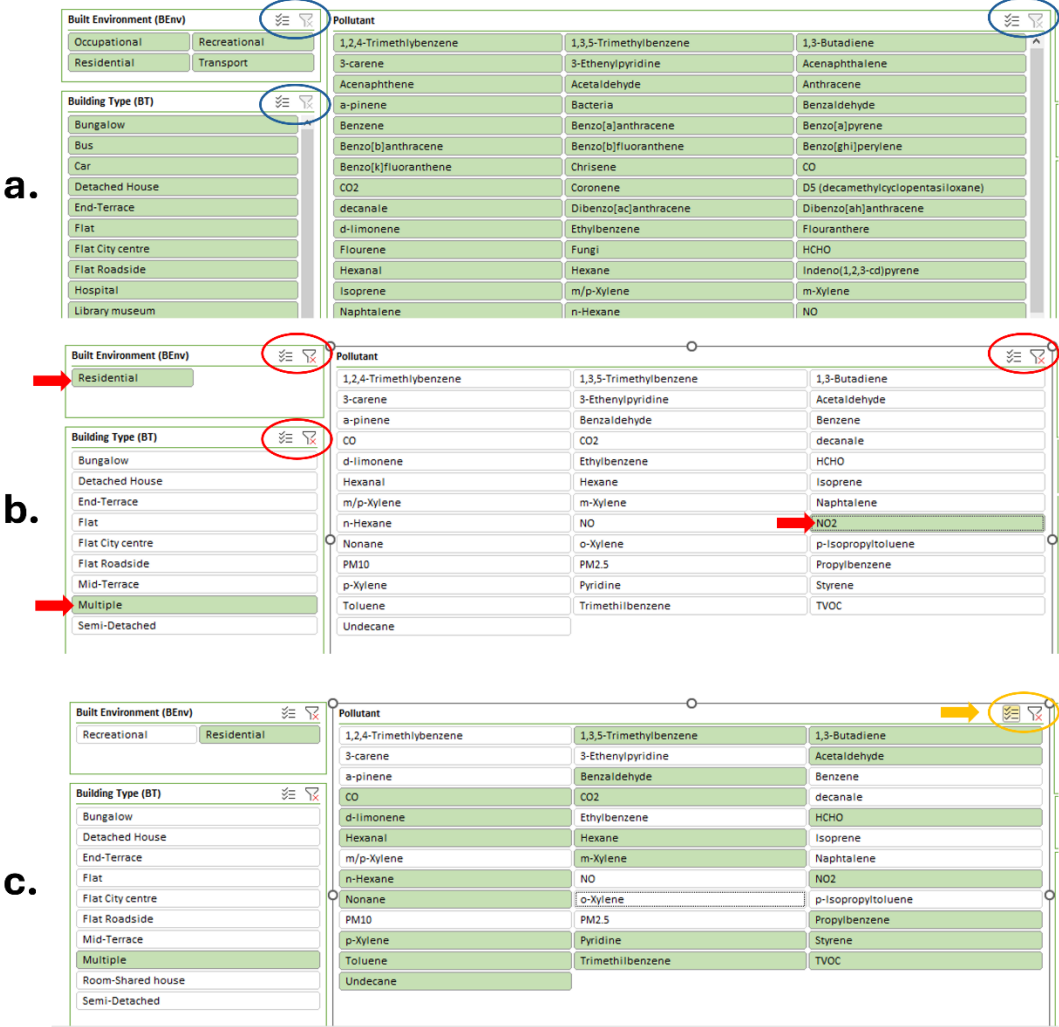 Built Environment (BEnv)
Pollutant
Occupational Recreational
Residential Transport
Building Type (BT)
Bungalow
Bus
Car
Detached House
End-Terrace
Flat
Flat City centre
Flat Roadside
Hospital
Library museum
1,2,4-Trimethlybenzene 1,3,5-Trimethylbenzene 1,3-Butadiene
3-carene 3-Ethenylpyridine Acenaphthalene
Acenaphthene Acetaldehyde Anthracene
a-pinene Bacteria Benzaldehyde
Benzene Benzo[a]anthracene Benzo[a]pyrene
Benzo[b]anthracene Benzo[b]fluoranthene Benzo[ghi]perylene
Benzo[k]fluoranthene Chrisene CO
CO2 Coronene D5 (decamethylcyclopentasiloxane)
decanale Dibenzo[ac]anthracene Dibenzo[ah]anthracene
d-limonene Ethylbenzene Flouranthere
Flourene Fungi HCHO
Hexanal Hexane Indeno(1,2,3-cd)pyrene
Isoprene m/p-Xylene m-Xylene
Naphtalene n-Hexane NO
a.
Built Environment (BEnv)
Pollutant
Residential
Building Type (BT)
Bungalow
Detached House
End-Terrace
Flat
Flat City centre
Flat Roadside
Mid-Terrace
Multiple
Semi-Detached
1,2,4-Trimethlybenzene 1,3,5-Trimethylbenzene 1,3-Butadiene
3-carene 3-Ethenylpyridine Acetaldehyde
a-pinene Benzaldehyde Benzene
CO CO2 decanale
d-limonene Ethylbenzene HCHO
Hexanal Hexane Isoprene
m/p-Xylene m-Xylene Naphtalene
n-Hexane NO NO2
Nonane o-Xylene p-Isopropyltoluene
PM10 PM2.5 Propylbenzene
p-Xylene Pyridine Styrene
Toluene Trimethilbenzene TVOC
Undecane
b.
Built Environment (BEnv)
Pollutant
Recreational Residential
Building Type (BT)
Bungalow
Detached House
End-Terrace
Flat
Flat City centre
Flat Roadside
Mid-Terrace
Multiple
Room-Shared house
Semi-Detached
1,2,4-Trimethlybenzene 1,3,5-Trimethylbenzene 1,3-Butadiene
3-carene 3-Ethenylpyridine Acetaldehyde
a-pinene Benzaldehyde Benzene
CO CO2 decanale
d-limonene Ethylbenzene HCHO
Hexanal Hexane Isoprene
m/p-Xylene m-Xylene Naphtalene
n-Hexane NO NO2
Nonane o-Xylene p-Isopropyltoluene
PM10 PM2.5 Propylbenzene
p-Xylene Pyridine Styrene
Toluene Trimethilbenzene TVOC
Undecane
c.